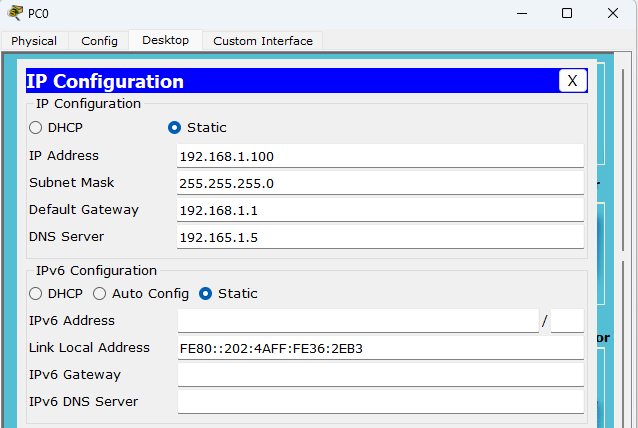 PC0
Physical Config Desktop Custom Interface
IP Configuration X
IP Configuration
DHCP Static
IP Address 192.168.1.100
Subnet Mask 255.255.255.0
Default Gateway 192.168.1.1
DNS Server 192.165.1.5
IPv6 Configuration
DHCP Auto Config Static
IPv6 Address /
or
Link Local Address FE80::202:4AFF:FE36:2EB3
IPv6 Gateway
IPv6 DNS Server